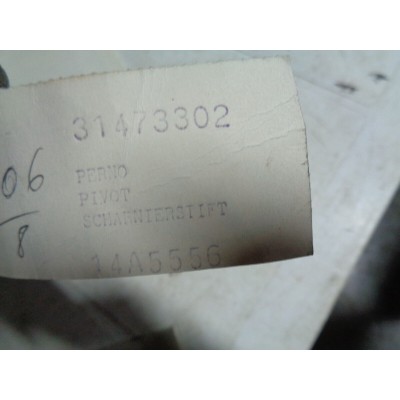 31473302
06
8
PERNO
PIVOT
SCHARNIERSTIFT
14A5556